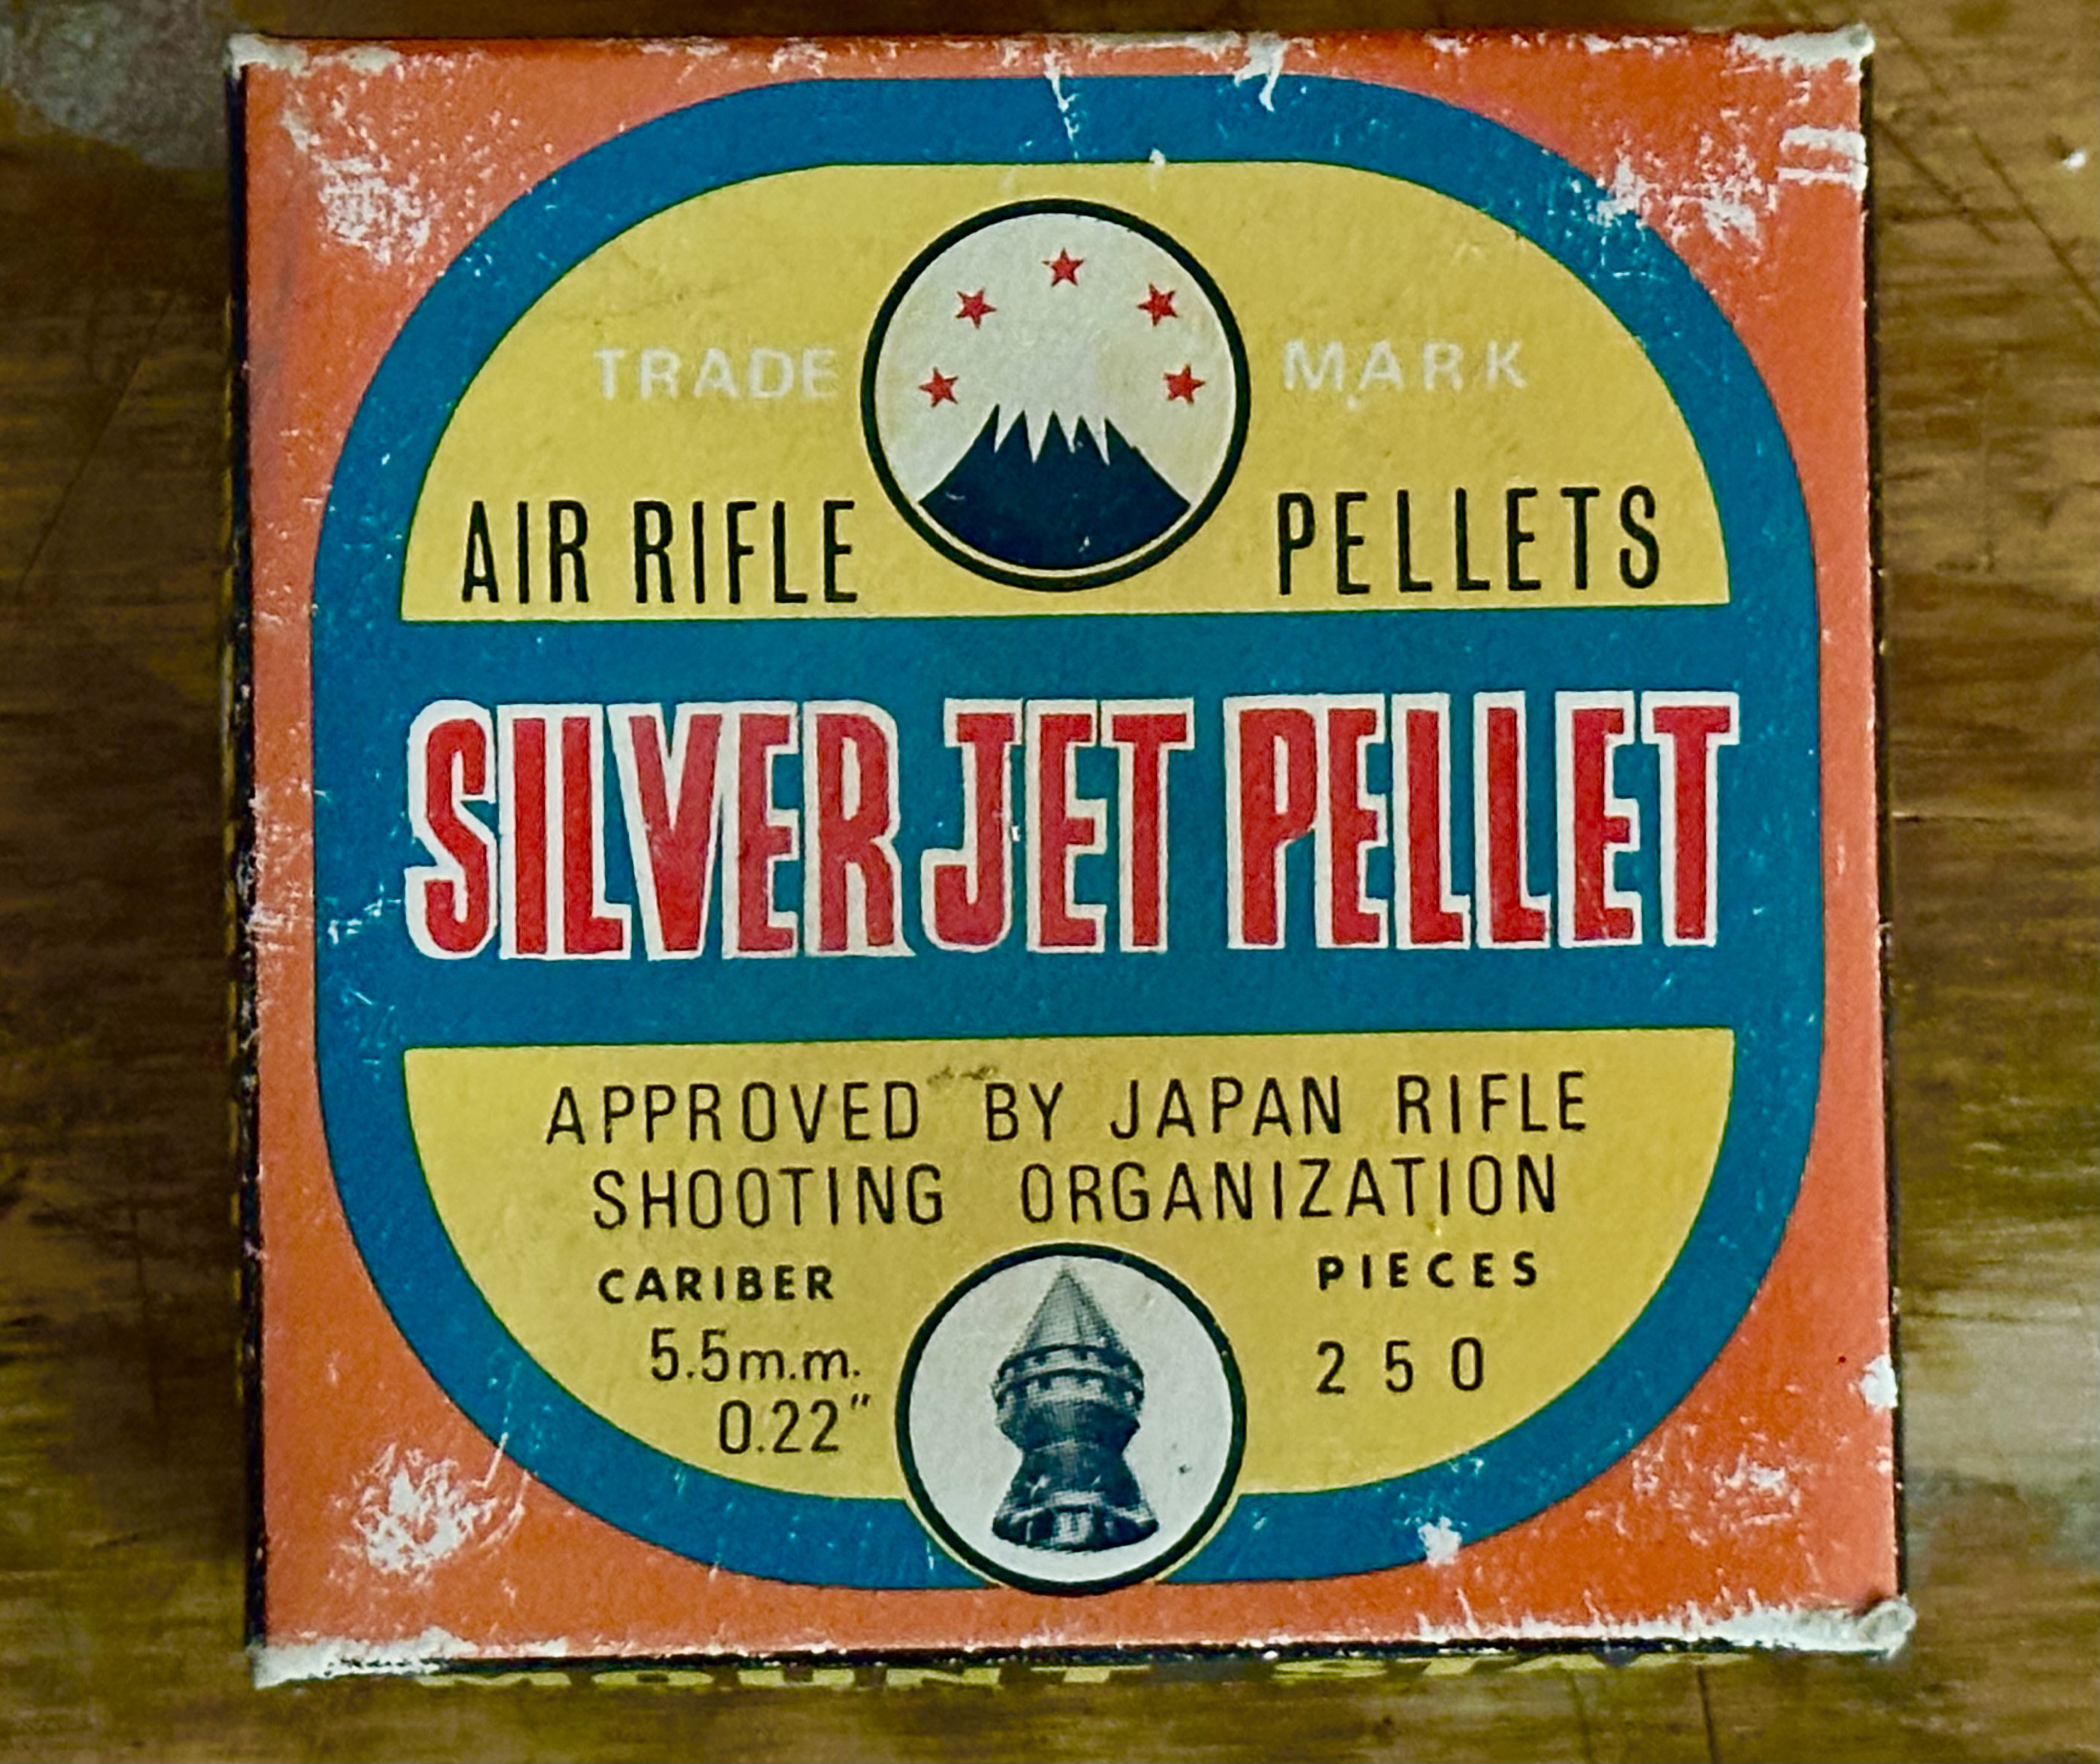 TRADE MARK
AIR RIFLE PELLETS
SILVER JET PELLET
APPROVED BY JAPAN RIFLE
SHOOTING ORGANIZATION
CARIBER
5.5m.m.
0.22"
PIECES
250